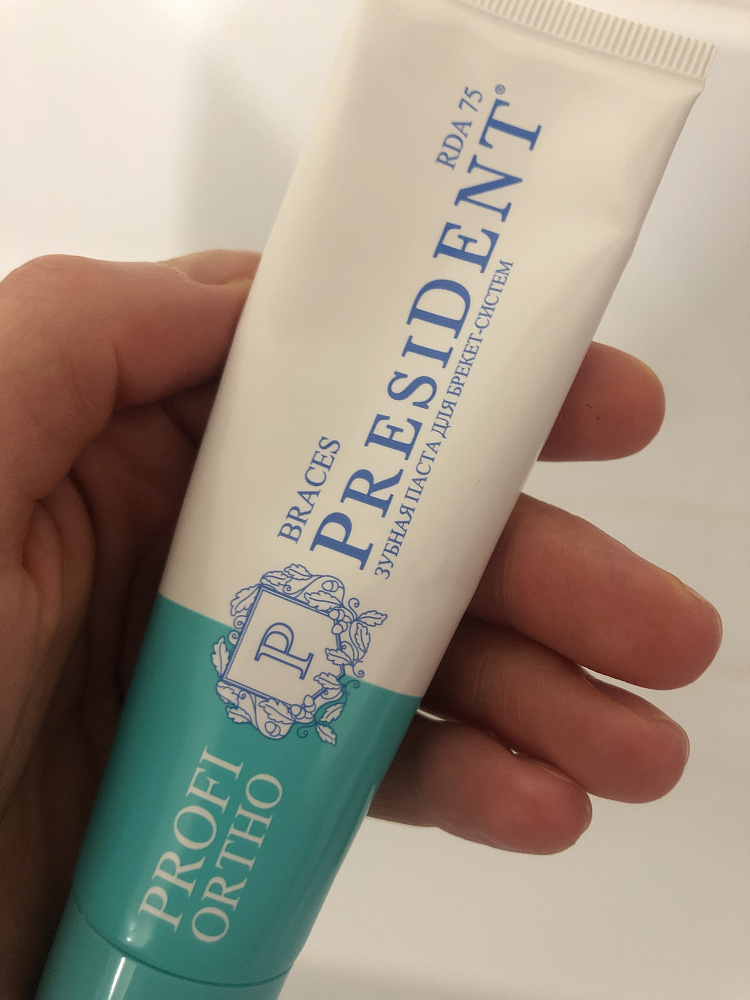 RDA 75
BRACES
PRESIDENT®
ЗУБНАЯ ПАСТА ДЛЯ БРЕКЕТ-СИСТЕМ
P
PROFI
ORTHO